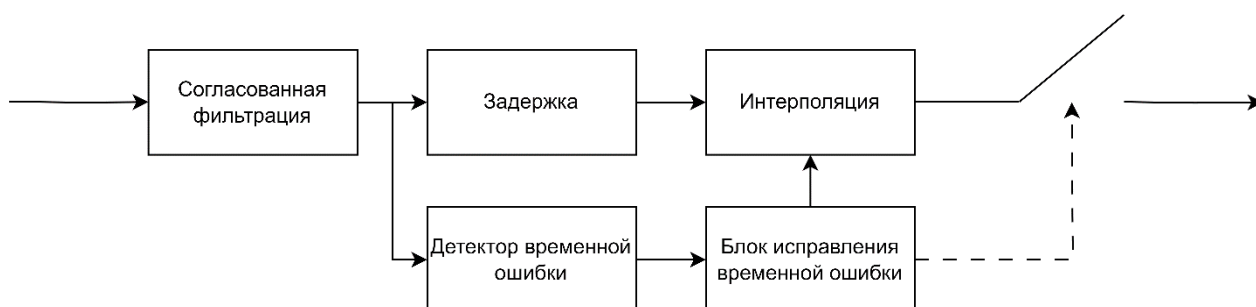 Согласованная
фильтрация
Задержка
Интерполяция
Детектор временной
ошибки
Блок исправления
временной ошибки